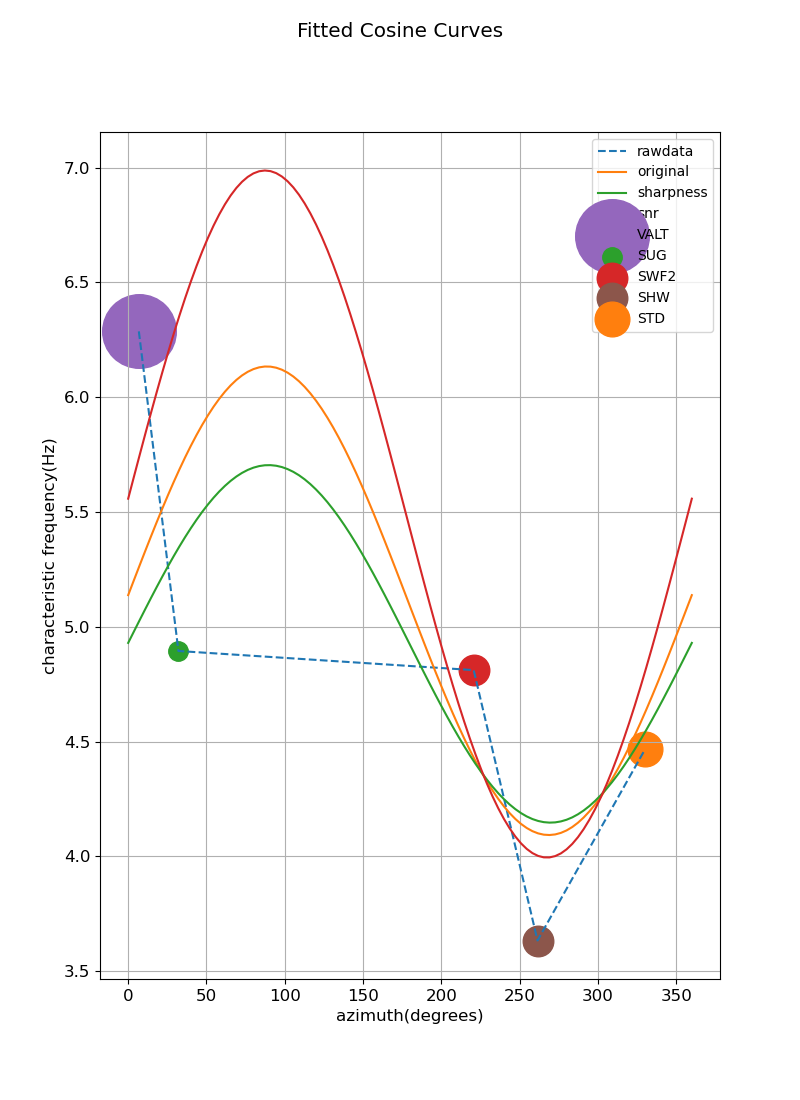 Fitted Cosine Curves
characteristic frequency(Hz)
7.0
6.5
6.0
5.5
5.0
4.5
4.0
3.5
0 50 100 150 200 250 300 350
azimuth(degrees)
rawdata
original
sharpness
snr
VALT
SUG
SWF2
SHW
STD